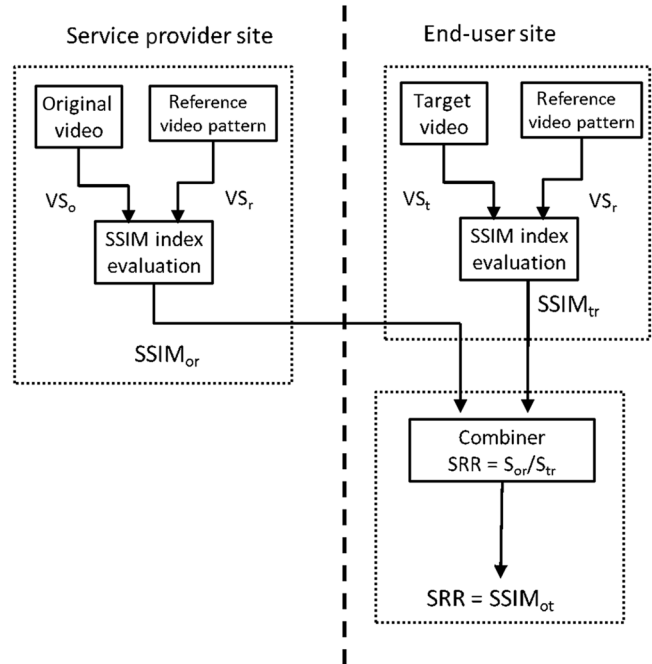 Service provider site
Original
video
Reference
video pattern
VSo
VSr
SSIM index
evaluation
SSIMor
End-user site
Target
video
Reference
video pattern
VSt
VSr
SSIM index
evaluation
SSIMtr
Combiner
SRR = Sor/Str
SRR = SSIMot